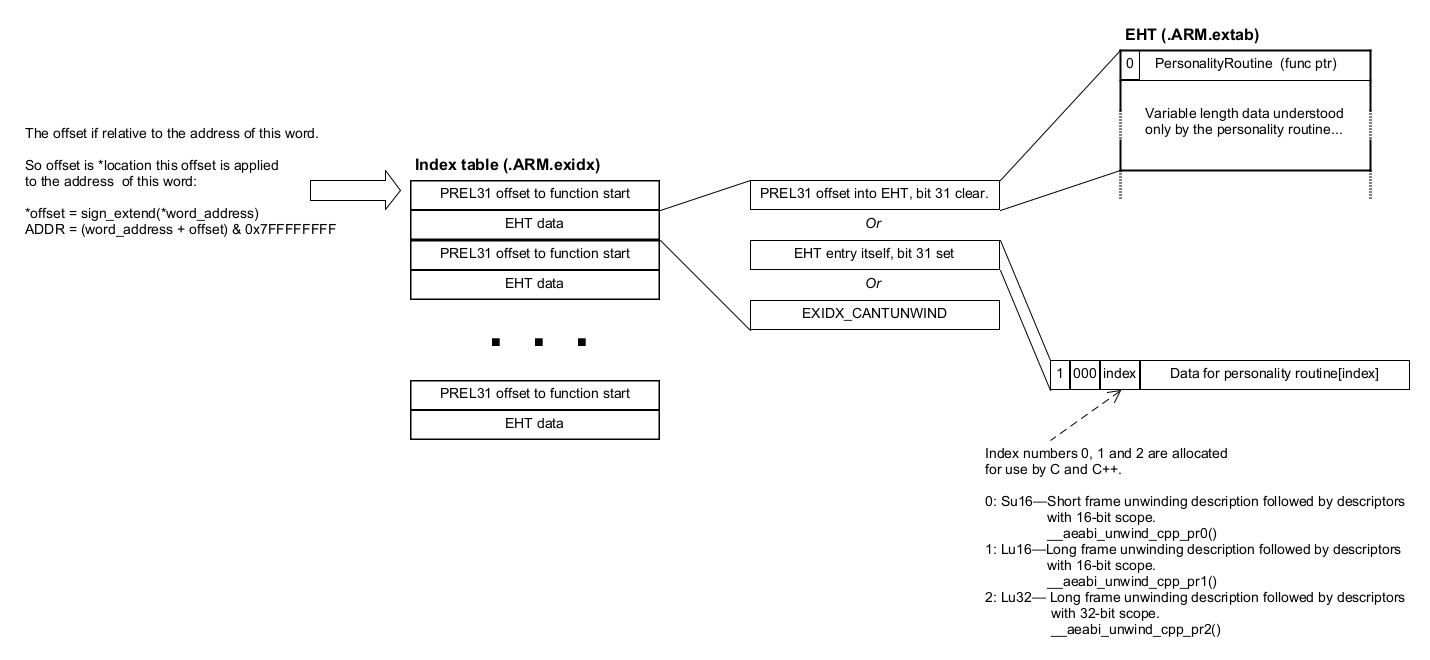 EHT (.ARM.extab)
0
PersonalityRoutine (func ptr)
Variable length data understood
only by the personality routine...
The offset if relative to the address of this word.
So offset is *location this offset is applied
to the address of this word:
*offset = sign_extend(*word_address)
ADDR = (word_address + offset) & 0x7FFFFFFFF
Index table (.ARM.exidx)
PREL31 offset to function start
EHT data
PREL31 offset to function start
EHT data
PREL31 offset to function start
EHT data
PREL31 offset into EHT, bit 31 clear.
Or
EHT entry itself, bit 31 set
Or
EXIDX_CANTUNWIND
1
000
index
Data for personality routine[index]
Index numbers 0, 1 and 2 are allocated
for use by C and C++.
0: Su16—Short frame unwinding description followed by descriptors
with 16-bit scope.
__aeabi_unwind_cpp_pr0()
1: Lu16—Long frame unwinding description followed by descriptors
with 16-bit scope.
__aeabi_unwind_cpp_pr1()
2: Lu32— Long frame unwinding description followed by descriptors
with 32-bit scope.
__aeabi_unwind_cpp_pr2()